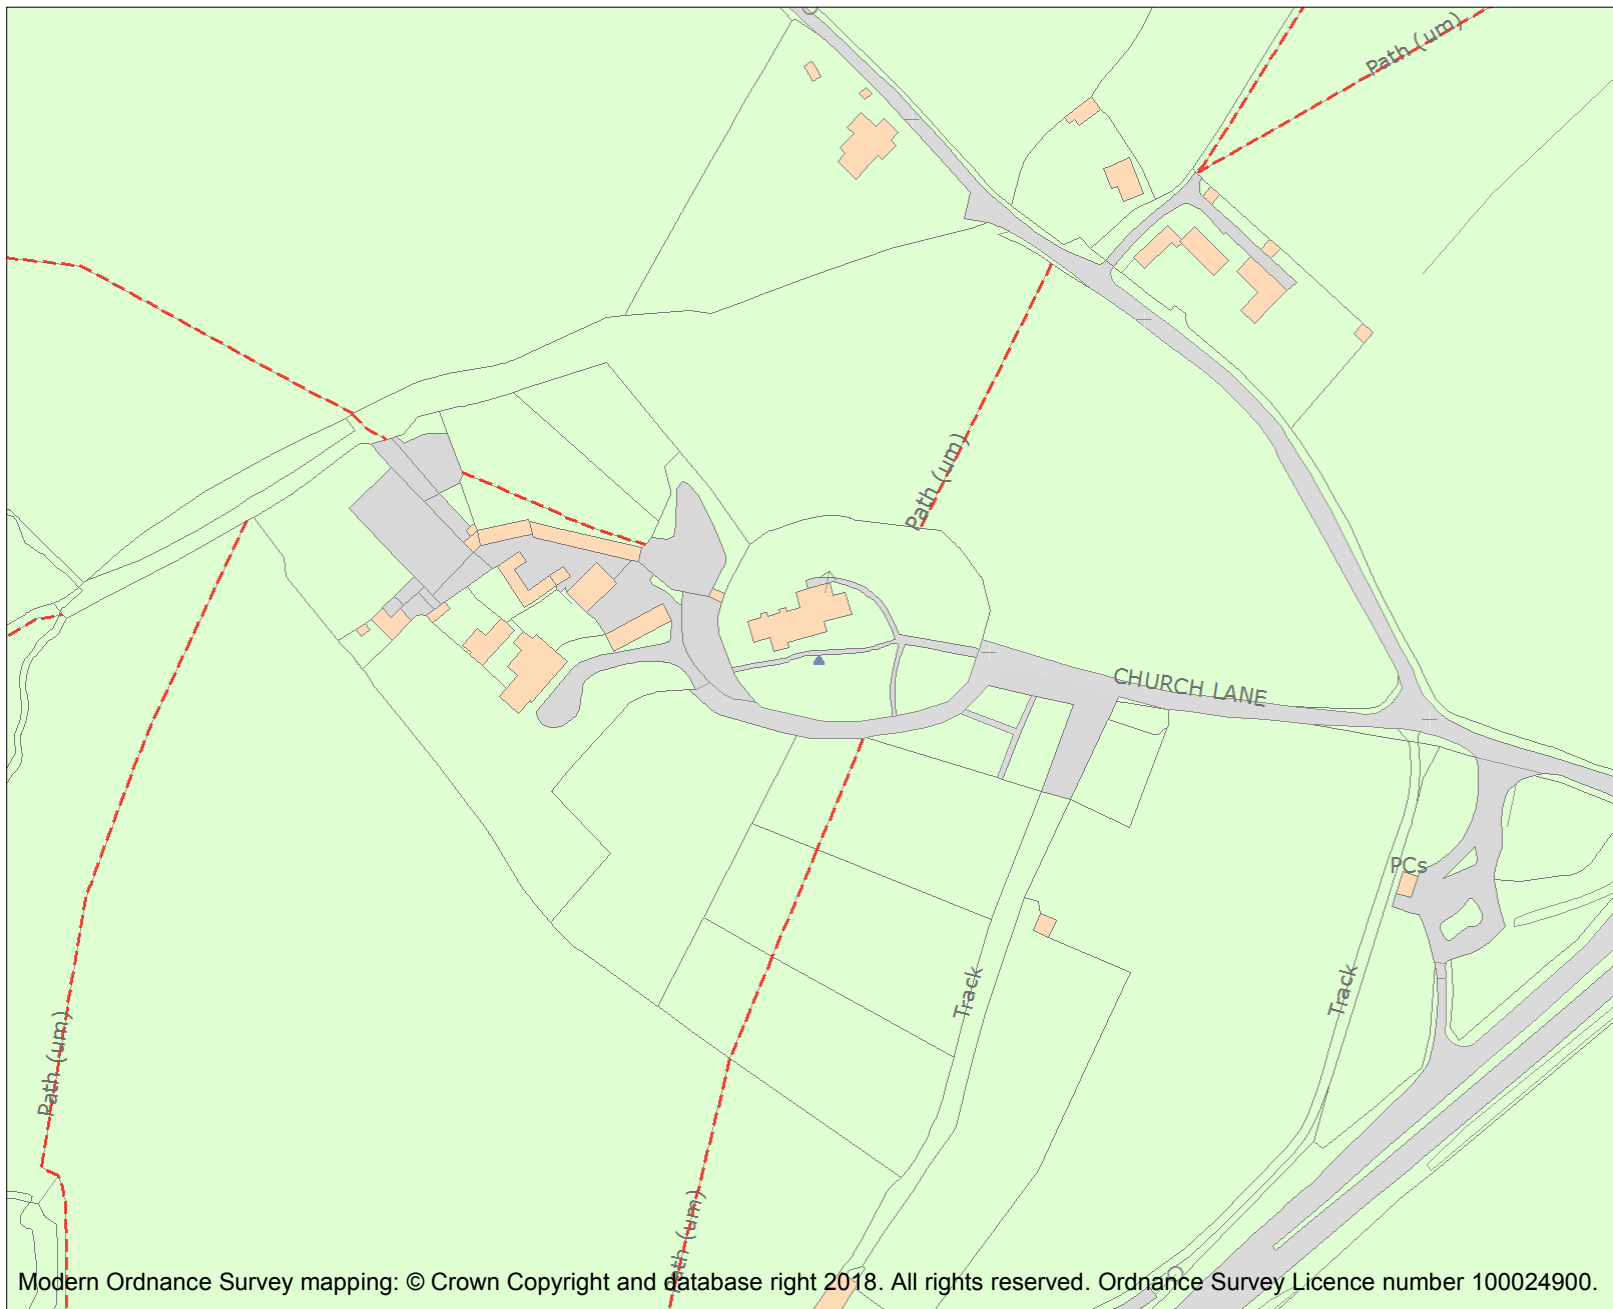 Path (um)
Path (um)
CHURCH LANE
PCs
Track
Track
Path (um)
Path (um)
Modern Ordnance Survey mapping: © Crown Copyright and database right 2018. All rights reserved. Ordnance Survey Licence number 100024900.